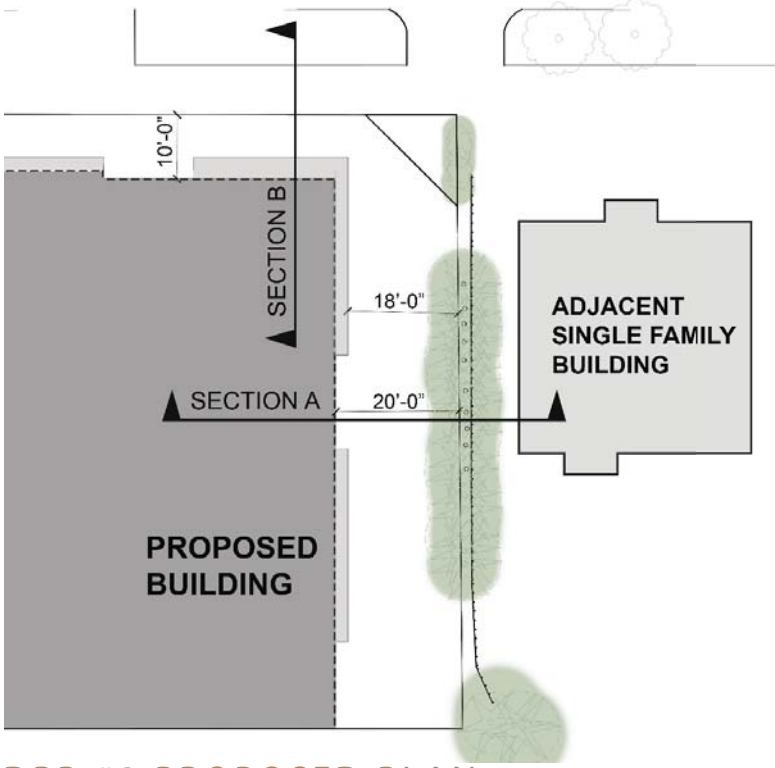 10'-0"
SECTION B
18'-0"
ADJACENT
SINGLE FAMILY
BUILDING
SECTION A
20'-0"
PROPOSED
BUILDING